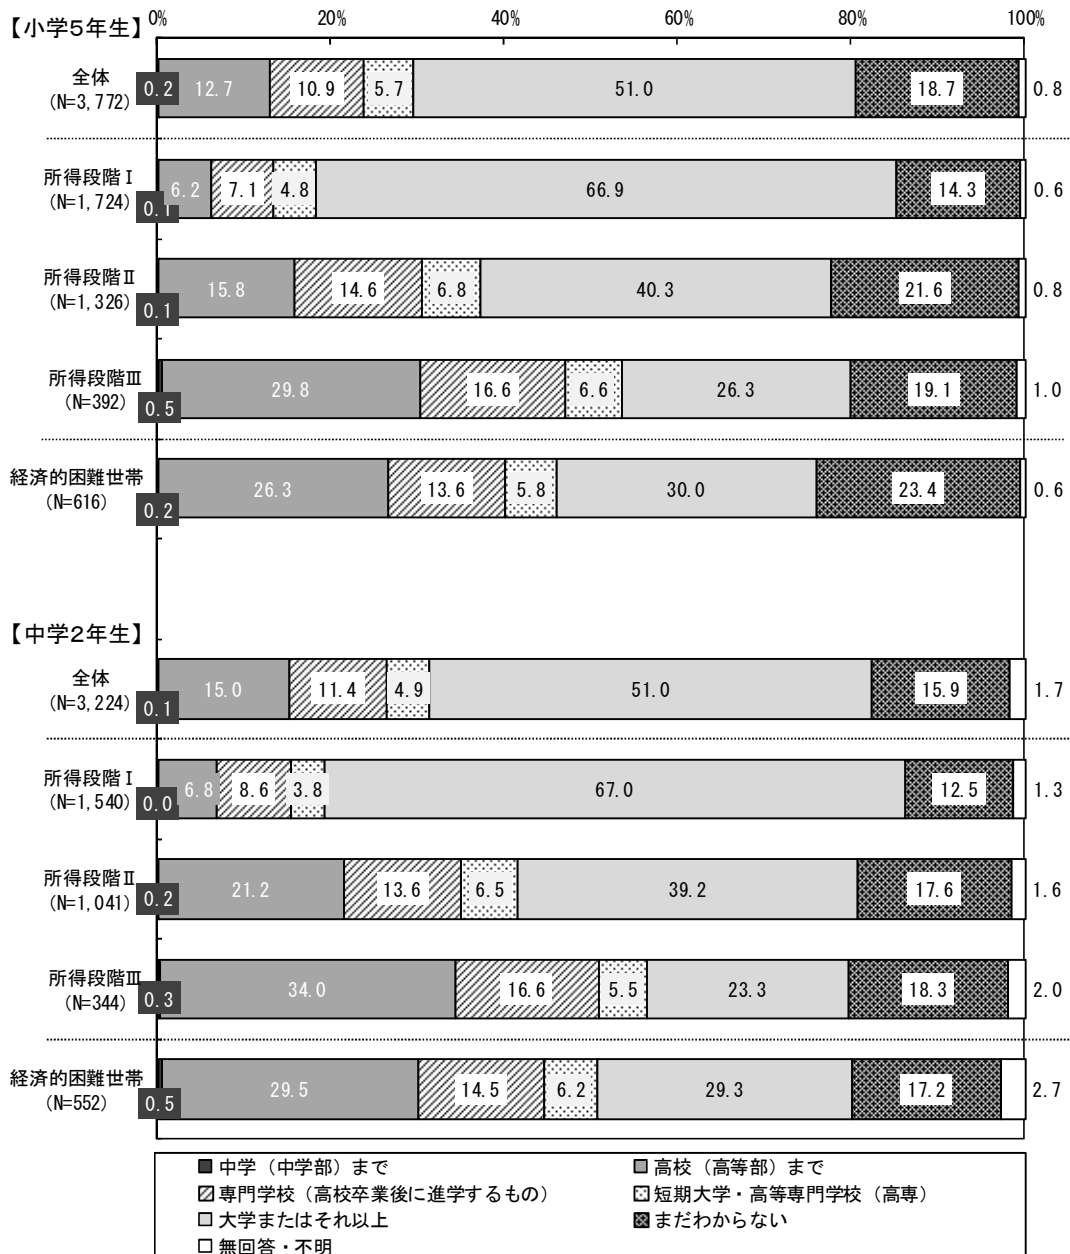 【小学5年生】
0% 20% 40% 60% 80% 100%
全体
(N=3,772)
0.2 12.7 10.9 5.7 51.0 18.7 0.8
所得段階Ⅰ
(N=1,724)
0.1 6.2 7.1 4.8 66.9 14.3 0.6
所得段階Ⅱ
(N=1,326)
0.1 15.8 14.6 6.8 40.3 21.6 0.8
所得段階Ⅲ
(N=392)
0.5 29.8 16.6 6.6 26.3 19.1 1.0
経済的困難世帯
(N=616)
0.2 26.3 13.6 5.8 30.0 23.4 0.6
【中学2年生】
全体
(N=3,224)
0.1 15.0 11.4 4.9 51.0 15.9 1.7
所得段階Ⅰ
(N=1,540)
0.0 6.8 8.6 3.8 67.0 12.5 1.3
所得段階Ⅱ
(N=1,041)
0.2 21.2 13.6 6.5 39.2 17.6 1.6
所得段階Ⅲ
(N=344)
0.3 34.0 16.6 5.5 23.3 18.3 2.0
経済的困難世帯
(N=552)
0.5 29.5 14.5 6.2 29.3 17.2 2.7
中学（中学部）まで 高校（高等部）まで
専門学校（高校卒業後に進学するもの） 短期大学・高等専門学校（高専）
大学またはそれ以上 まだわからない
無回答・不明